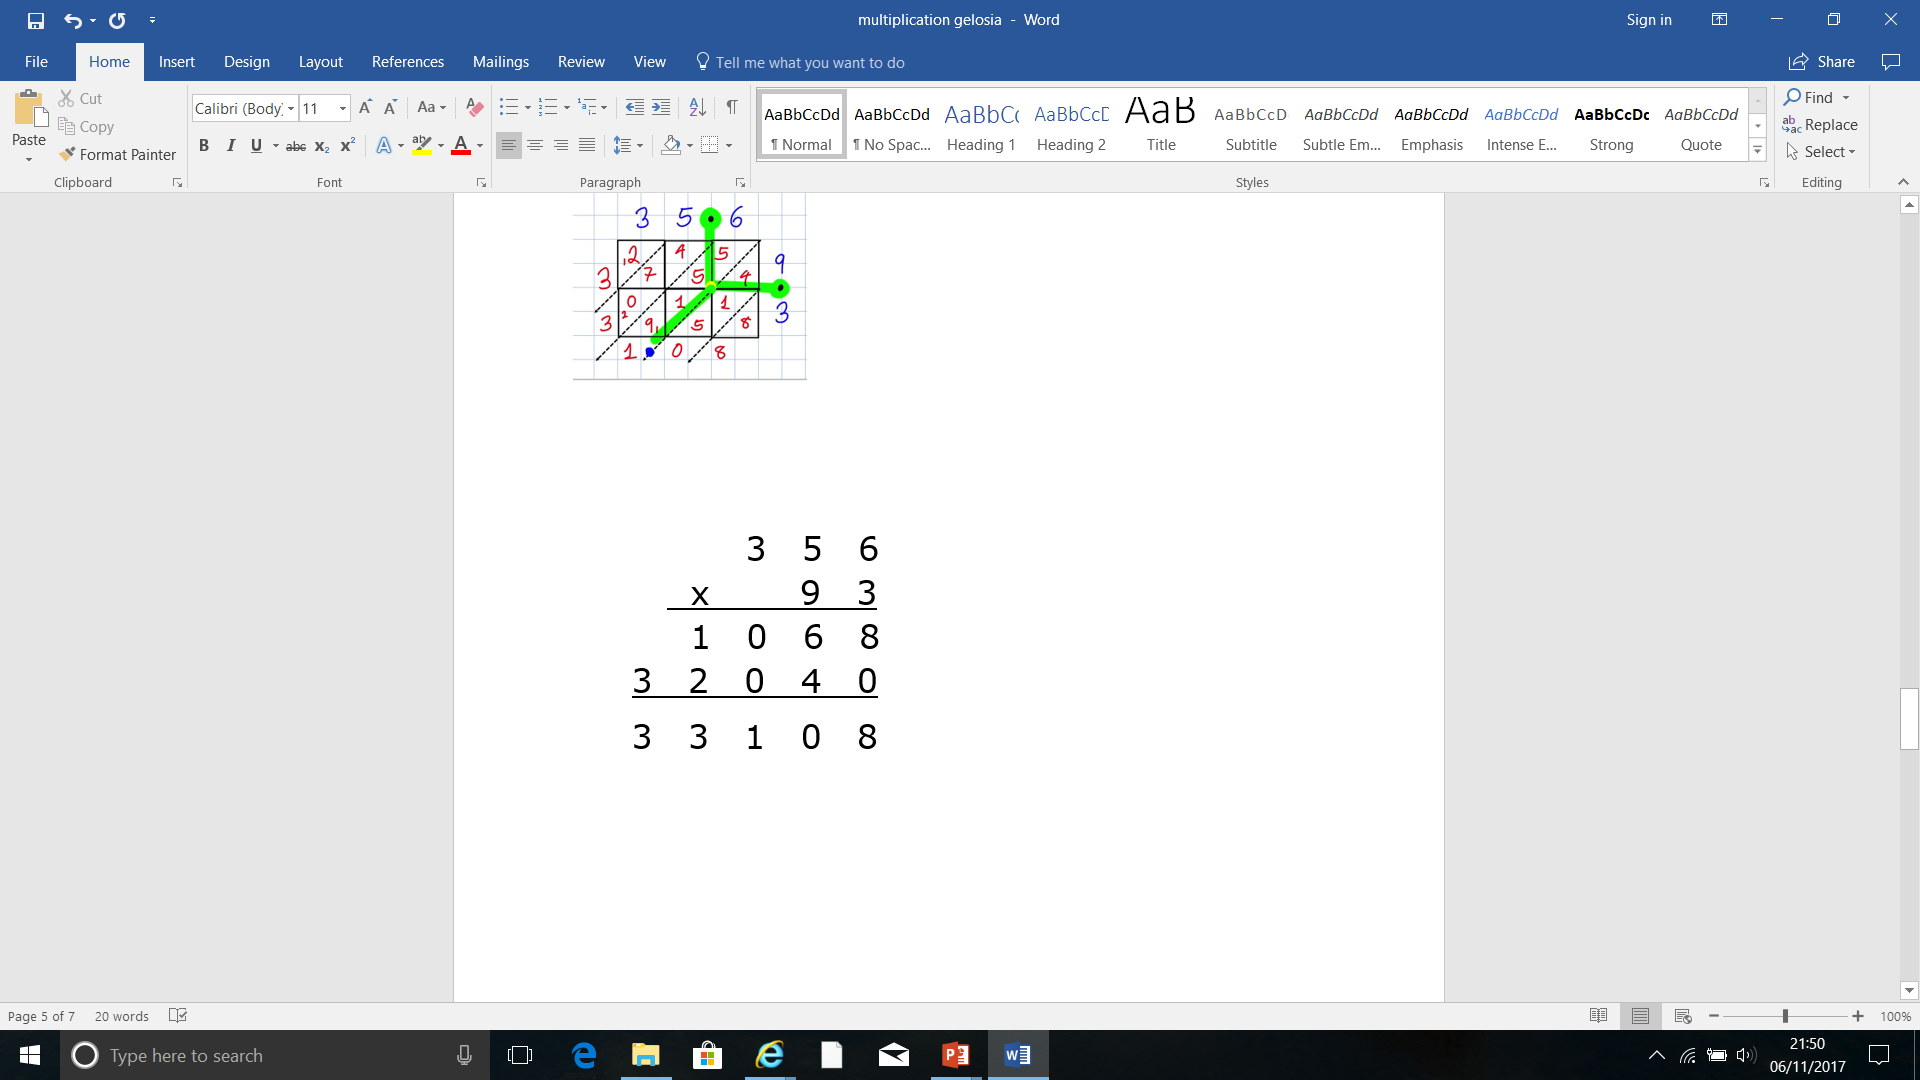 multiplication gelosia - Word
Sign in
File Home Insert Design Layout References Mailings Review View Tell me what you want to do Share
Paste
Cut
Copy
Format Painter
Calibri (Body) 11
AaBbCcDd AaBbCcDd AaBbCc AaBbCcD AaB AaBbCcD AaBbCcDd AaBbCcDd AaBbCcDd AaBbCcDc AaBbCcDd
¶ Normal ¶ No Spac... Heading 1 Heading 2 Title Subtitle Subtle Em... Emphasis Intense E... Strong Quote
Find
Replace
Select
Clipboard Font Paragraph Styles Editing
3 5 6
2 4 5
1 9
3 7 5 4
0 1 1
3 2 9 1 5 8 3
1 0 8
3 5 6
x 9 3
1 0 6 8
3 2 0 4 0
3 3 1 0 8
Page 5 of 7 20 words 100%
Type here to search
21:50
06/11/2017